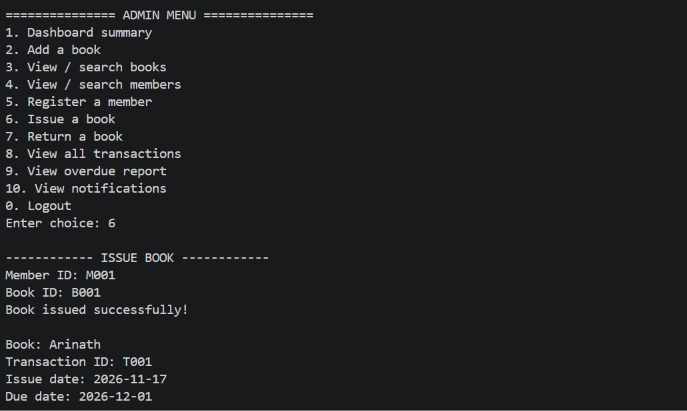 =============== ADMIN MENU ===============
1. Dashboard summary
2. Add a book
3. View / search books
4. View / search members
5. Register a member
6. Issue a book
7. Return a book
8. View all transactions
9. View overdue report
10. View notifications
0. Logout
Enter choice: 6
------------ ISSUE BOOK ------------
Member ID: M001
Book ID: B001
Book issued successfully!
Book: Arinath
Transaction ID: T001
Issue date: 2026-11-17
Due date: 2026-12-01